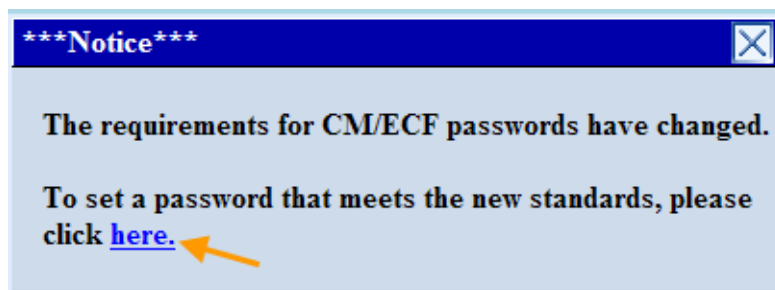 ***Notice***
The requirements for CM/ECF passwords have changed.
To set a password that meets the new standards, please
click here.